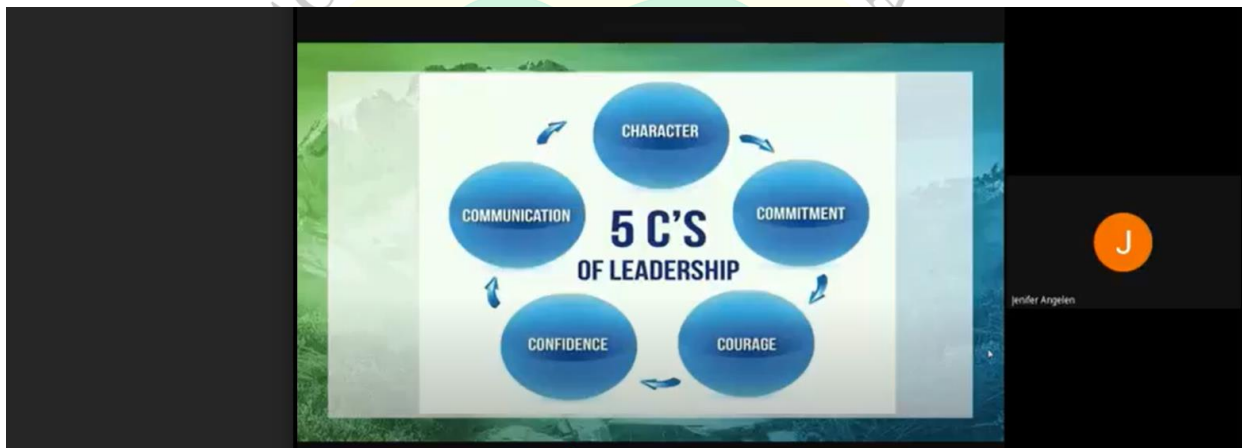 CHARACTER
COMMITMENT
COURAGE
CONFIDENCE
COMMUNICATION
5 C'S
OF LEADERSHIP
J
Jenifer Angelen